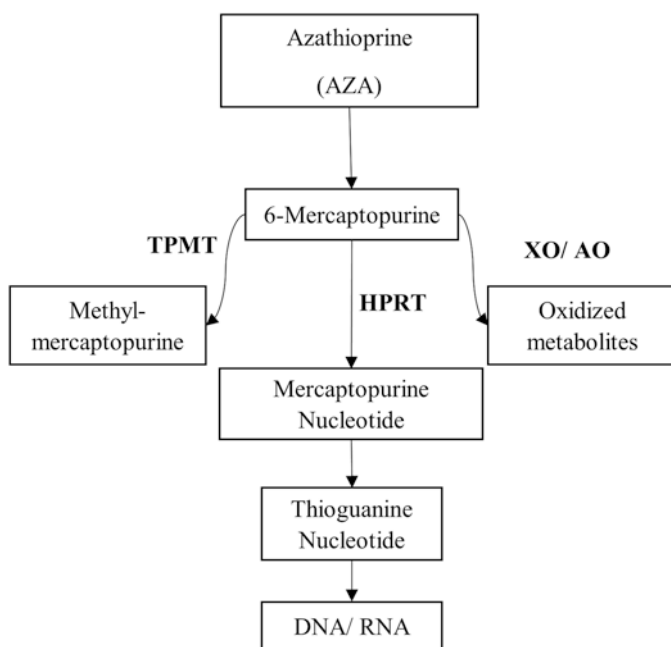 Azathioprine
(AZA)
6-Mercaptopurine
TPMT
XO/ AO
HPRT
Methyl-
mercaptopurine
Oxidized
metabolites
Mercaptopurine
Nucleotide
Thioguanine
Nucleotide
DNA/ RNA